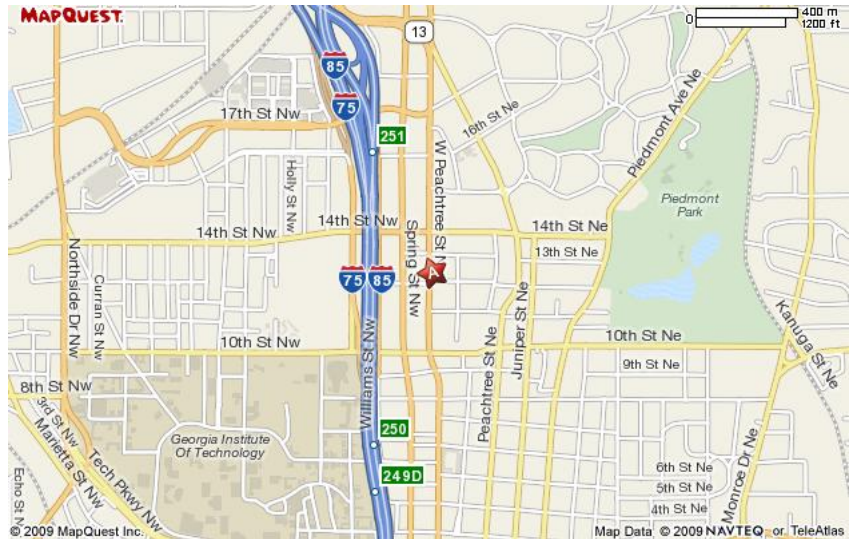 MAPQUEST.
0 400 m
1200 ft
13
85
75
17th St Nw
251
16th St Ne
Piedmont Ave Ne
Holly St Nw
W Peachtree St N
Piedmont
Park
14th St Nw
14th St Nw
14th St Ne
13th St Ne
Spring St Nw
Northside Dr Nw
Curran St Nw
75
85
A
Kanuga St Ne
10th St Nw
10th St Ne
Williams St Nw
Peachtree St Ne
Juniper St Ne
9th St Ne
8th St Nw
3rd St Nw
Marietta St Nw
Tech Pkwy Nw
Georgia Institute
Of Technology
250
249D
6th St Ne
5th St Ne
4th St Ne
Monroe Dr Ne
Echo St Nw
© 2009 MapQuest Inc.
Map Data © 2009 NAVTEQ or TeleAtlas